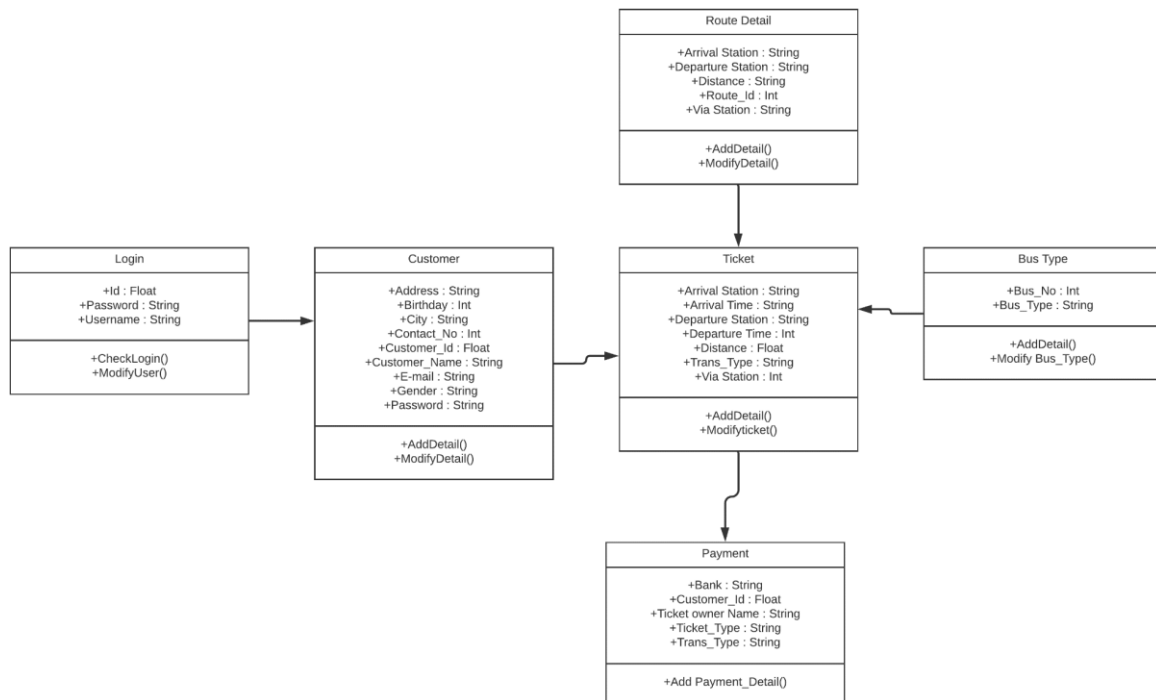 Route Detail
+Arrival Station : String
+Departure Station : String
+Distance : String
+Route_Id : Int
+Via Station : String
+AddDetail()
+ModifyDetail()
Login
+Id : Float
+Password : String
+Username : String
+CheckLogin()
+ModifyUser()
Customer
+Address : String
+Birthday : Int
+City : String
+Contact_No : Int
+Customer_Id : Float
+Customer_Name : String
+E-mail : String
+Gender : String
+Password : String
+AddDetail()
+ModifyDetail()
Ticket
+Arrival Station : String
+Arrival Time : String
+Departure Station : String
+Departure Time : Int
+Distance : Float
+Trans_Type : String
+Via Station : Int
+AddDetail()
+Modifyticket()
Bus Type
+Bus_No : Int
+Bus_Type : String
+AddDetail()
+Modify Bus_Type()
Payment
+Bank : String
+Customer_Id : Float
+Ticket owner Name : String
+Ticket_Type : String
+Trans_Type : String
+Add Payment_Detail()